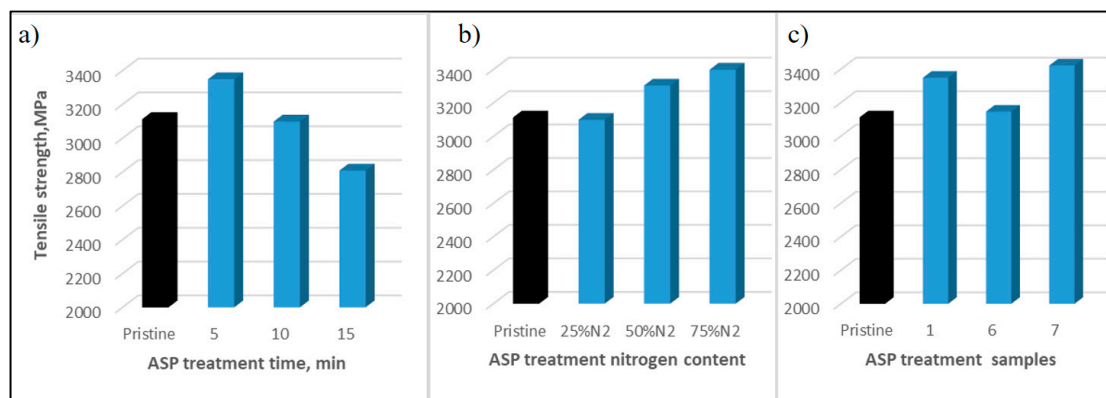 a)
Tensile strength,MPa
3400
3200
3000
2800
2600
2400
2200
2000
Pristine 5 10 15
ASP treatment time, min
b)
3400
3200
3000
2800
2600
2400
2200
2000
Pristine 25%N2 50%N2 75%N2
ASP treatment nitrogen content
c)
3400
3200
3000
2800
2600
2400
2200
2000
Pristine 1 6 7
ASP treatment samples